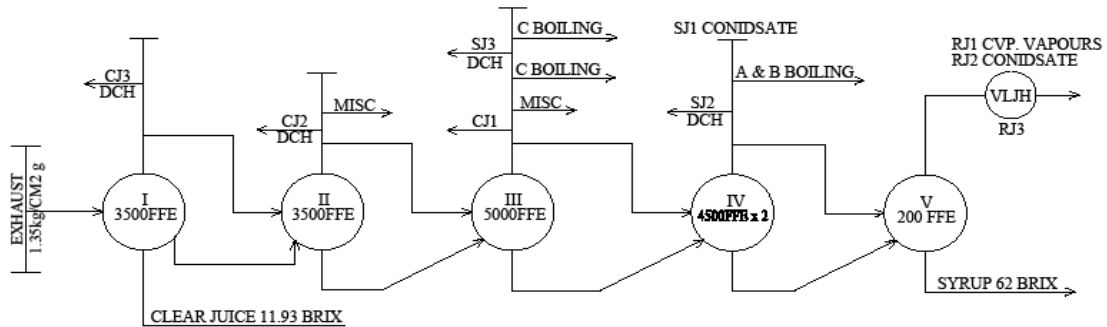 EXHAUST
1.35kg/CM2 g
CJ3
DCH
I
3500FFE
CLEAR JUICE 11.93 BRIX
CJ2
DCH
MISC
II
3500FFE
C BOILING
SJ3
DCH
C BOILING
MISC
CJ1
III
5000FFE
SJ1 CONIDSATE
A & B BOILING
SJ2
DCH
IV
4500FFE x 2
RJ1 CVP. VAPOURS
RJ2 CONIDSATE
VLJH
RJ3
V
200 FFE
SYRUP 62 BRIX